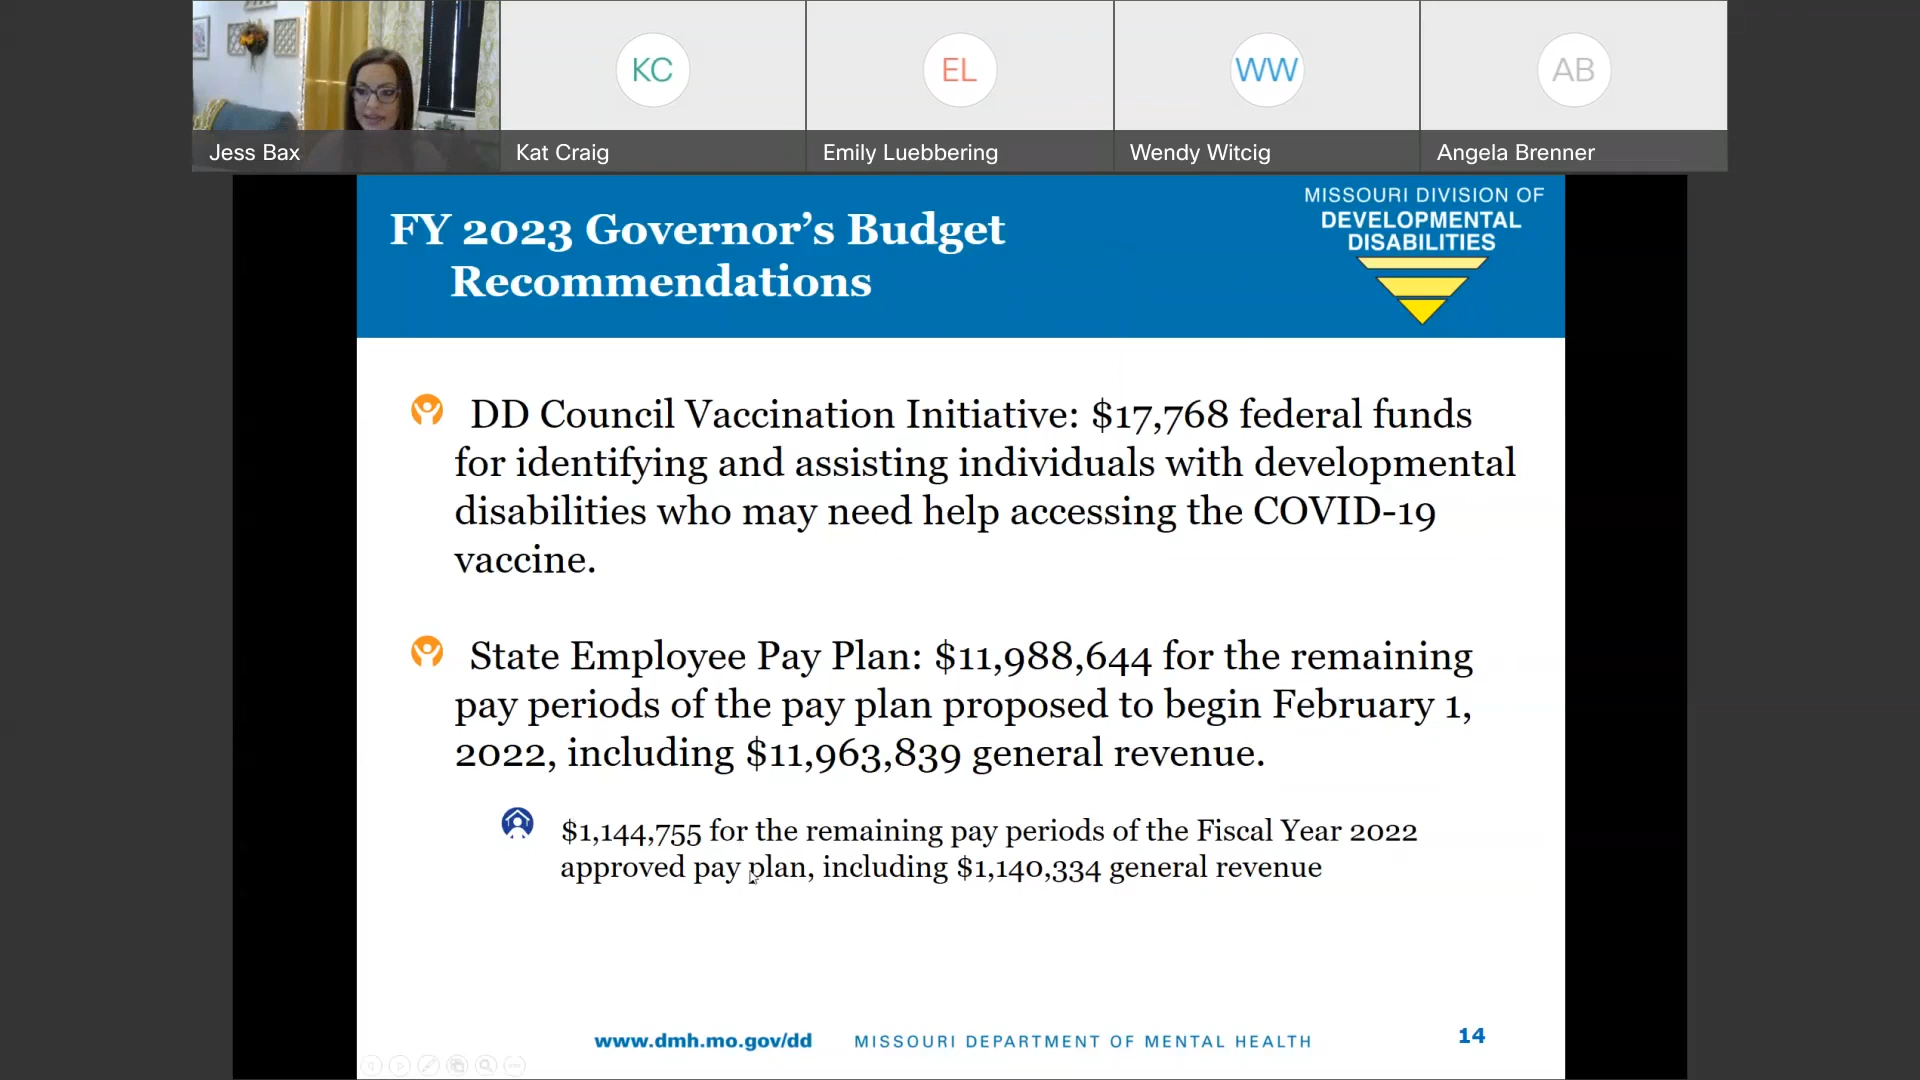 KC
EL
WW
AB
Jess Bax
Kat Craig
Emily Luebbering
Wendy Witcig
Angela Brenner
FY 2023 Governor’s Budget
Recommendations
MISSOURI DIVISION OF
DEVELOPMENTAL
DISABILITIES
DD Council Vaccination Initiative: $17,768 federal funds
for identifying and assisting individuals with developmental
disabilities who may need help accessing the COVID-19
vaccine.
State Employee Pay Plan: $11,988,644 for the remaining
pay periods of the pay plan proposed to begin February 1,
2022, including $11,963,839 general revenue.
$1,144,755 for the remaining pay periods of the Fiscal Year 2022
approved pay plan, including $1,140,334 general revenue
www.dmh.mo.gov/dd MISSOURI DEPARTMENT OF MENTAL HEALTH 14